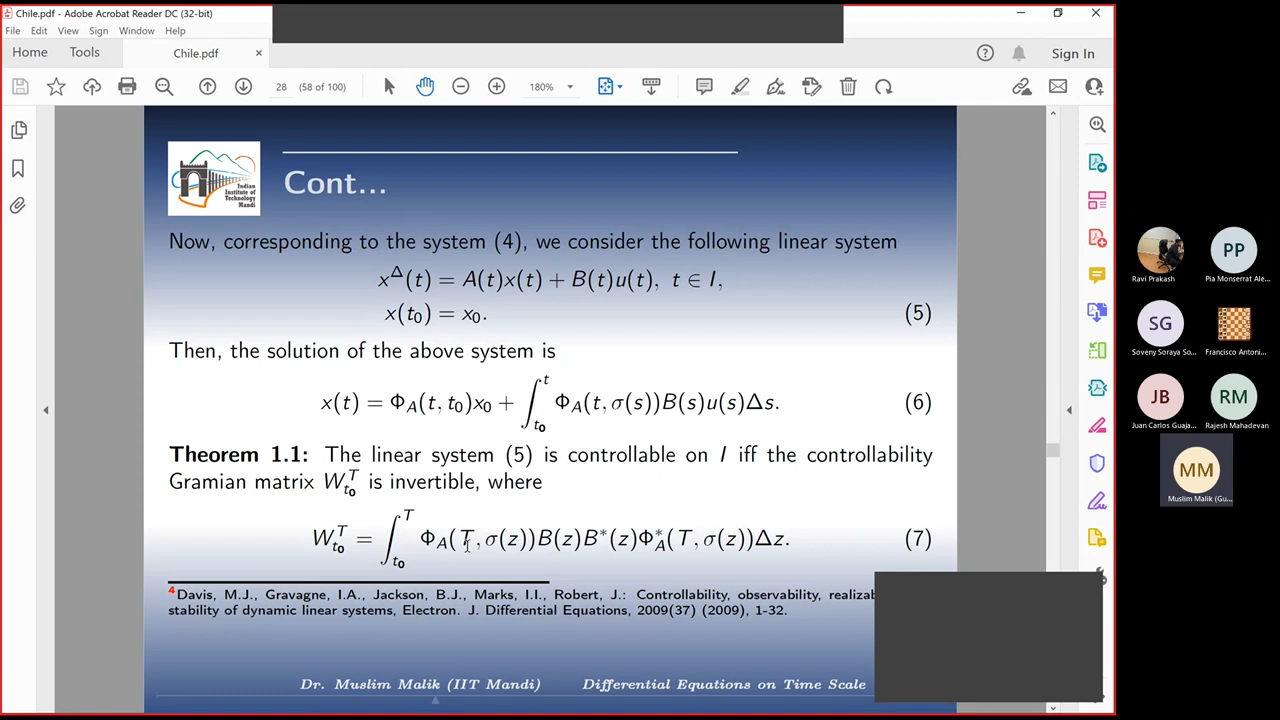 Chile.pdf - Adobe Acrobat Reader DC (32-bit)
File Edit View Sign Window Help
Home Tools Chile.pdf × Sign In
28 (58 of 100) 180%
Indian
Institute of
Technology
Mandi
Cont...
Now, corresponding to the system (4), we consider the following linear system
x^Δ(t) = A(t)x(t) + B(t)u(t), t ∈ I,
x(t₀) = x₀. (5)
Then, the solution of the above system is
x(t) = Φ_A(t, t₀)x₀ + ∫_{t₀}^{t} Φ_A(t, σ(s))B(s)u(s)Δs. (6)
Theorem 1.1: The linear system (5) is controllable on I iff the controllability
Gramian matrix W_{t₀}^T is invertible, where
W_{t₀}^T = ∫_{t₀}^{T} Φ_A(T, σ(z))B(z)B*(z)Φ*_A(T, σ(z))Δz. (7)
4 Davis, M.J., Gravagne, I.A., Jackson, B.J., Marks, I.I., Robert, J.: Controllability, observability, realizab
stability of dynamic linear systems, Electron. J. Differential Equations, 2009(37) (2009), 1-32.
Dr. Muslim Malik (IIT Mandi) Differential Equations on Time Scale
PP
Ravi Prakash Pia Monserrat Ale...
SG
Soveny Soraya So... Francisco Antoni...
JB RM
Juan Carlos Guaja... Rajesh Mahadevan
MM
Muslim Malik (Gu...